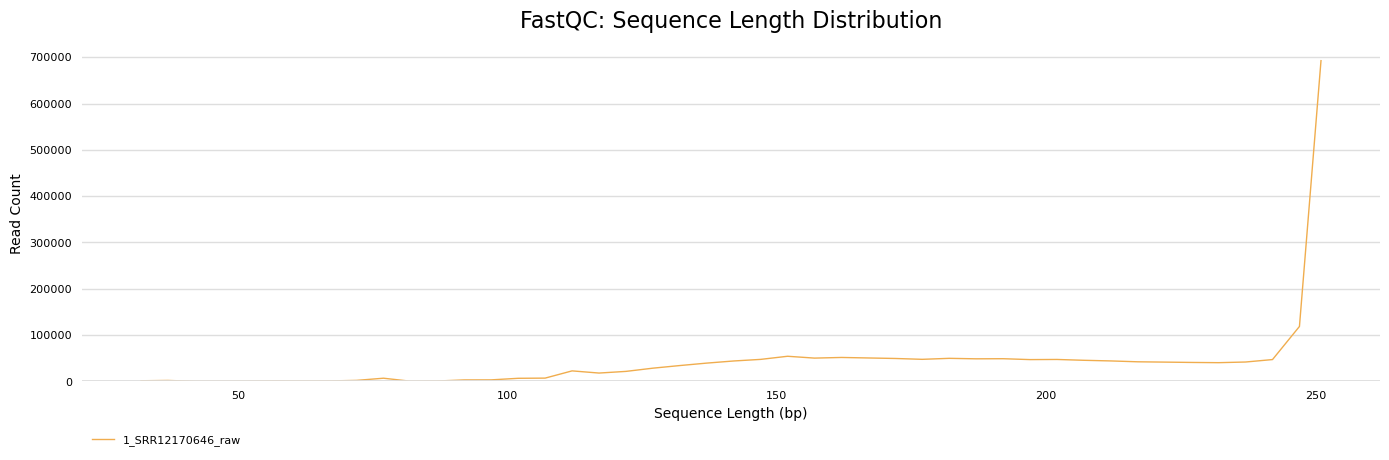 FastQC: Sequence Length Distribution
700000
600000
500000
400000
300000
200000
100000
0
Read Count
50 100 150 200 250
Sequence Length (bp)
1_SRR12170646_raw